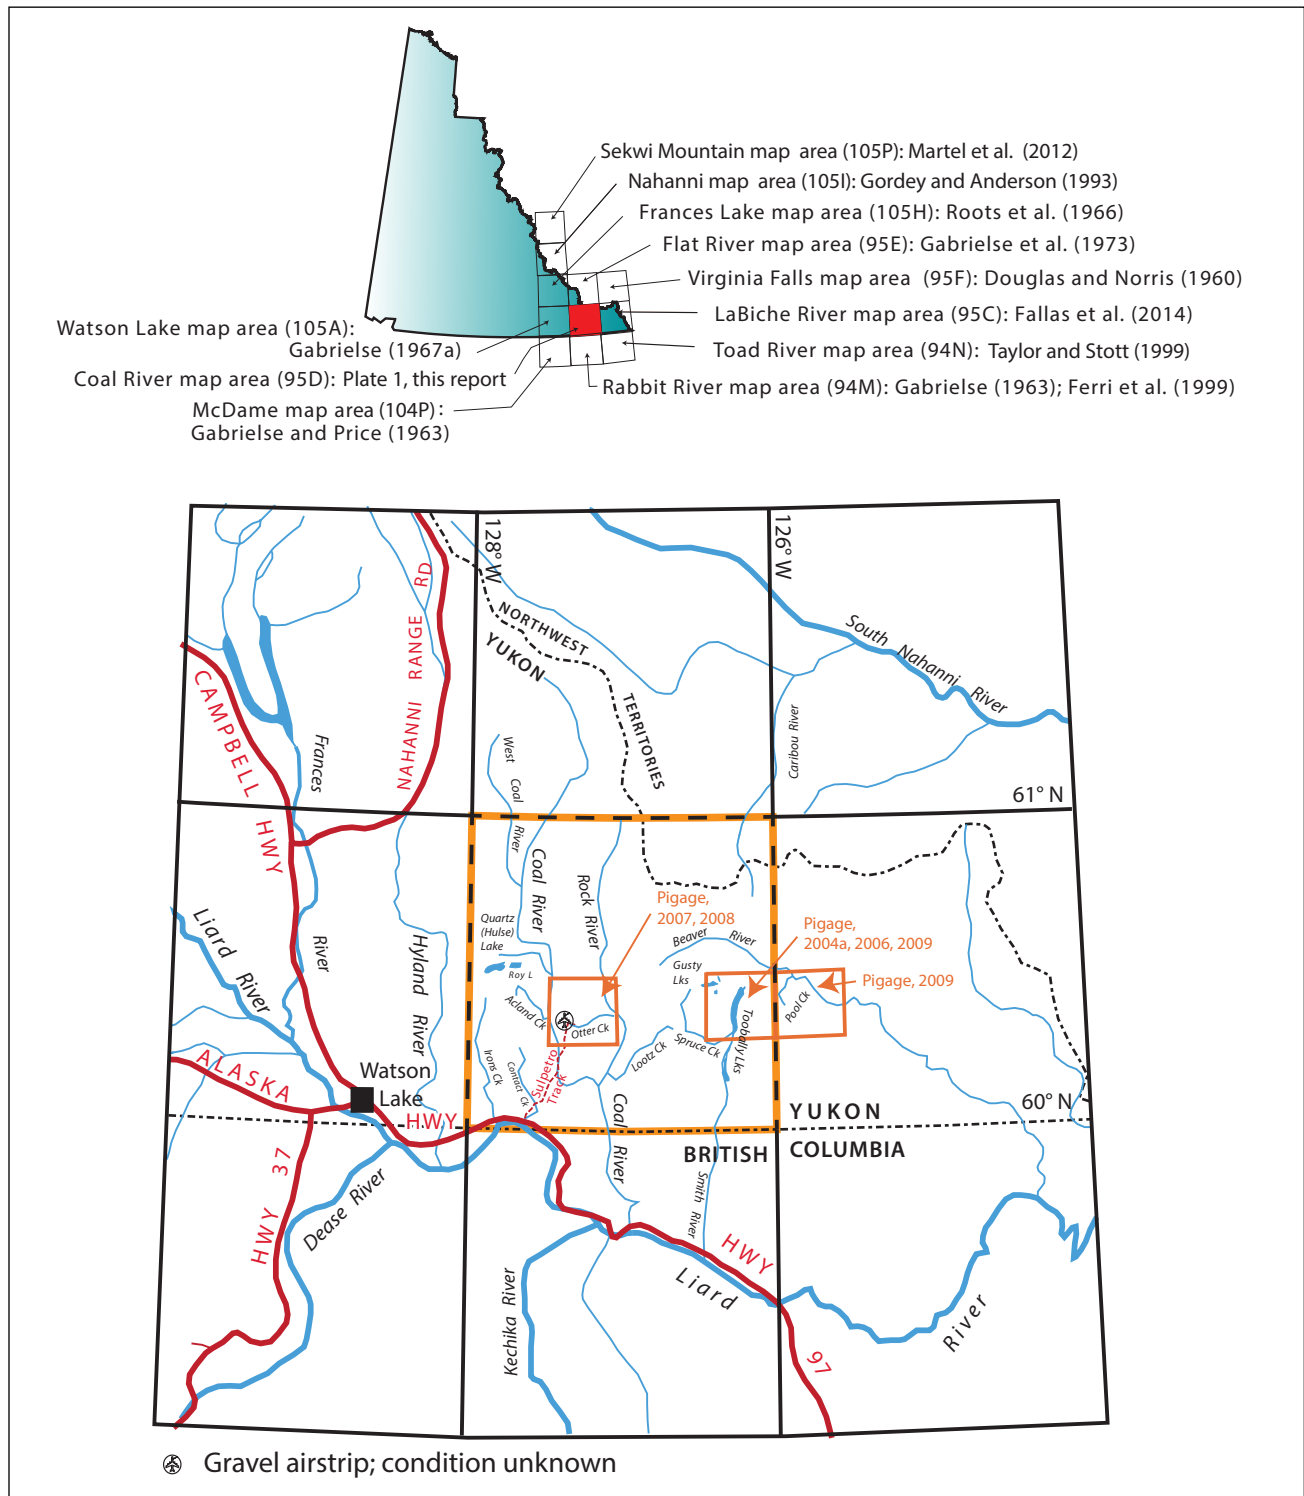 Sekwi Mountain map area (105P): Martel et al. (2012)
Nahanni map area (105I): Gordey and Anderson (1993)
Frances Lake map area (105H): Roots et al. (1966)
Flat River map area (95E): Gabrielse et al. (1973)
Virginia Falls map area (95F): Douglas and Norris (1960)
LaBiche River map area (95C): Fallas et al. (2014)
Toad River map area (94N): Taylor and Stott (1999)
Rabbit River map area (94M): Gabrielse (1963); Ferri et al. (1999)
Watson Lake map area (105A):
Gabrielse (1967a)
Coal River map area (95D): Plate 1, this report
McDame map area (104P):
Gabrielse and Price (1963)
128° W
126° W
NAHANNI RANGE RD
NORTHWEST
TERRITORIES
YUKON
South Nahanni River
CAMPBELL HWY
Frances
River
West Coal River
Caribou River
61° N
Coal River
Rock River
Pigage,
2007, 2008
Pigage,
2004a, 2006, 2009
Pigage, 2009
Quartz
(Hulse)
Lake
Roy L
Beaver River
Gusty
Lks
Liard River
Hyland River
Acland Ck
Otter Ck
Pool Ck
Toobally Lks
Lootz Ck
Spruce Ck
Irons Ck
Contact Ck
Sulpetro
Track
ALASKA
HWY
Watson
Lake
Coal River
YUKON
60° N
BRITISH
COLUMBIA
HWY 37
Dease River
Smith River
Kechika River
Liard
River
HWY
97
Gravel airstrip; condition unknown